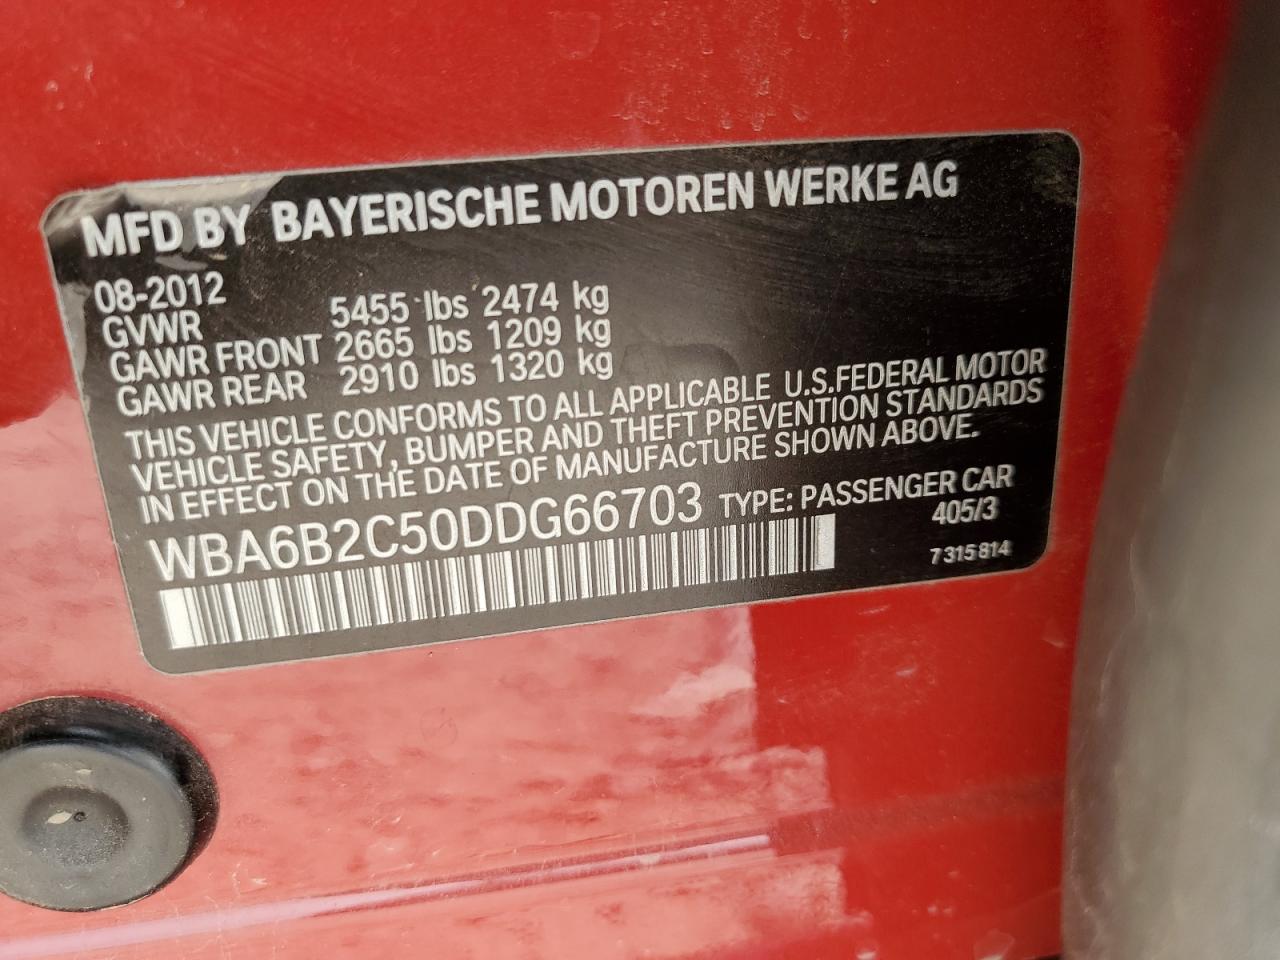 MFD BY BAYERISCHE MOTOREN WERKE AG
08-2012
GVWR 5455 lbs 2474 kg
GAWR FRONT 2665 lbs 1209 kg
GAWR REAR 2910 lbs 1320 kg
THIS VEHICLE CONFORMS TO ALL APPLICABLE U.S.FEDERAL MOTOR
VEHICLE SAFETY, BUMPER AND THEFT PREVENTION STANDARDS
IN EFFECT ON THE DATE OF MANUFACTURE SHOWN ABOVE.
WBA6B2C50DDG66703 TYPE: PASSENGER CAR
405/3
7 315 814